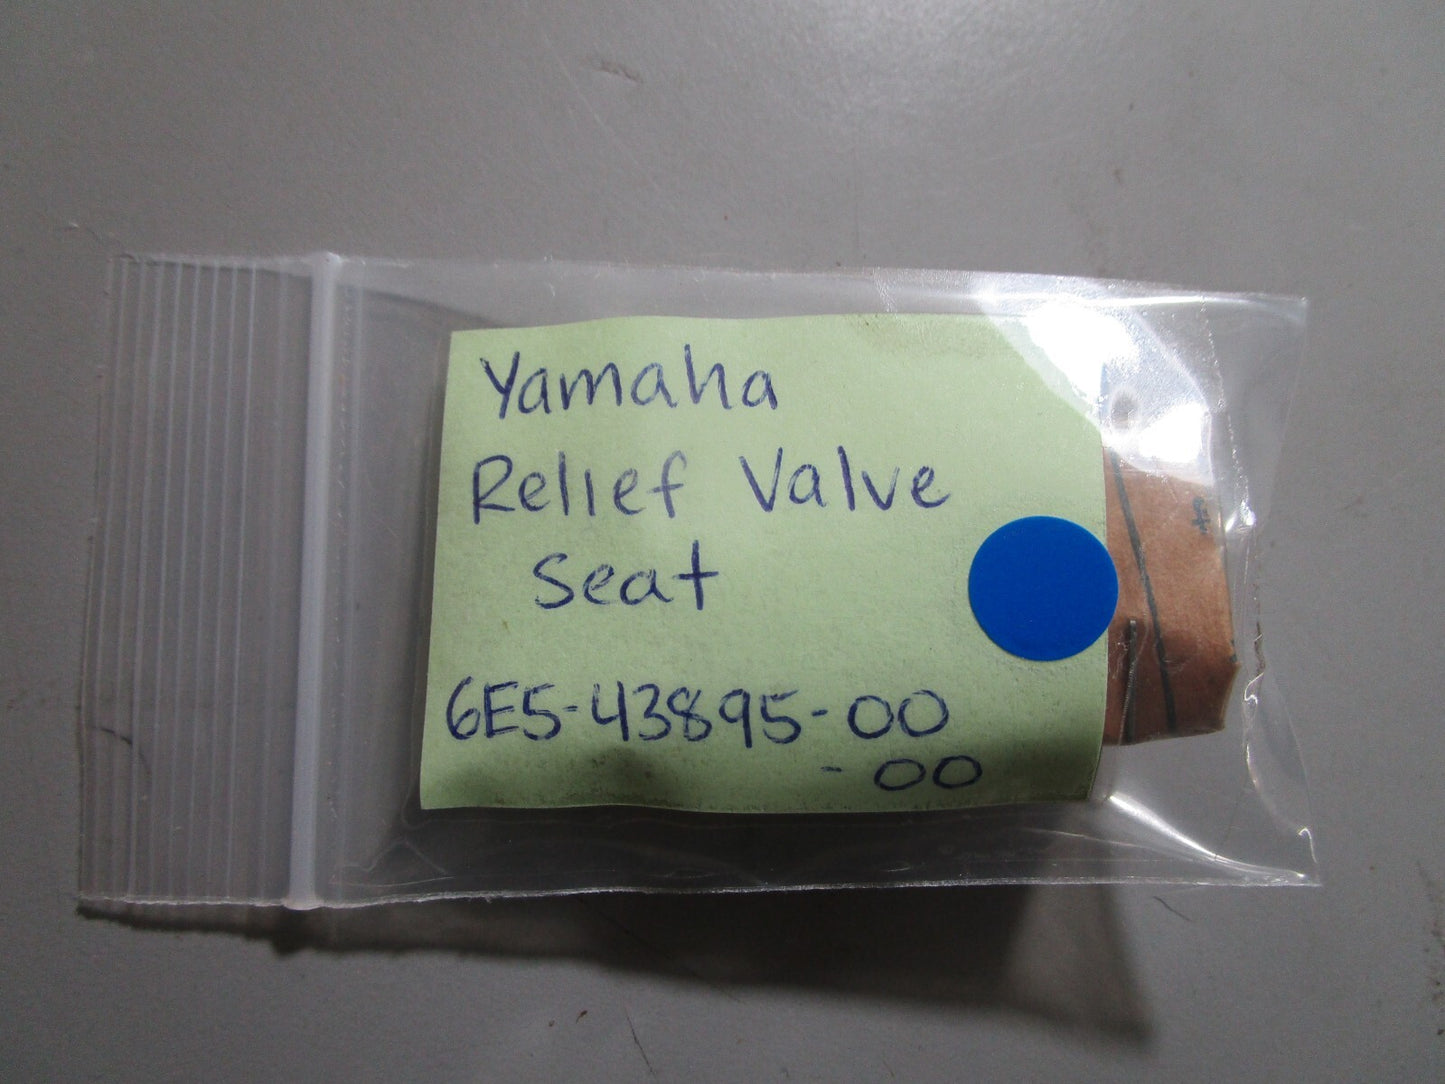 Yamaha
Relief Valve
Seat
6E5-43895-00
-00